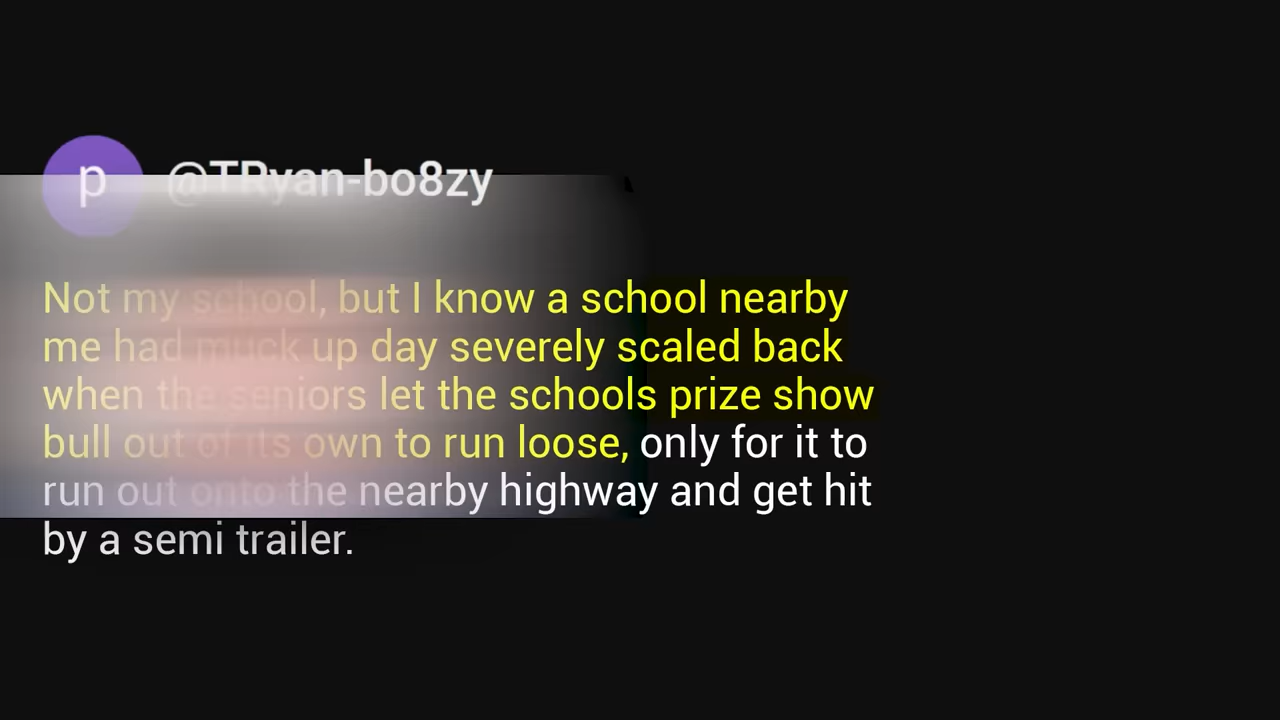 p
@TRyan-bo8zy
Not my school, but I know a school nearby
me had muck up day severely scaled back
when the seniors let the schools prize show
bull out of its own to run loose, only for it to
run out onto the nearby highway and get hit
by a semi trailer.